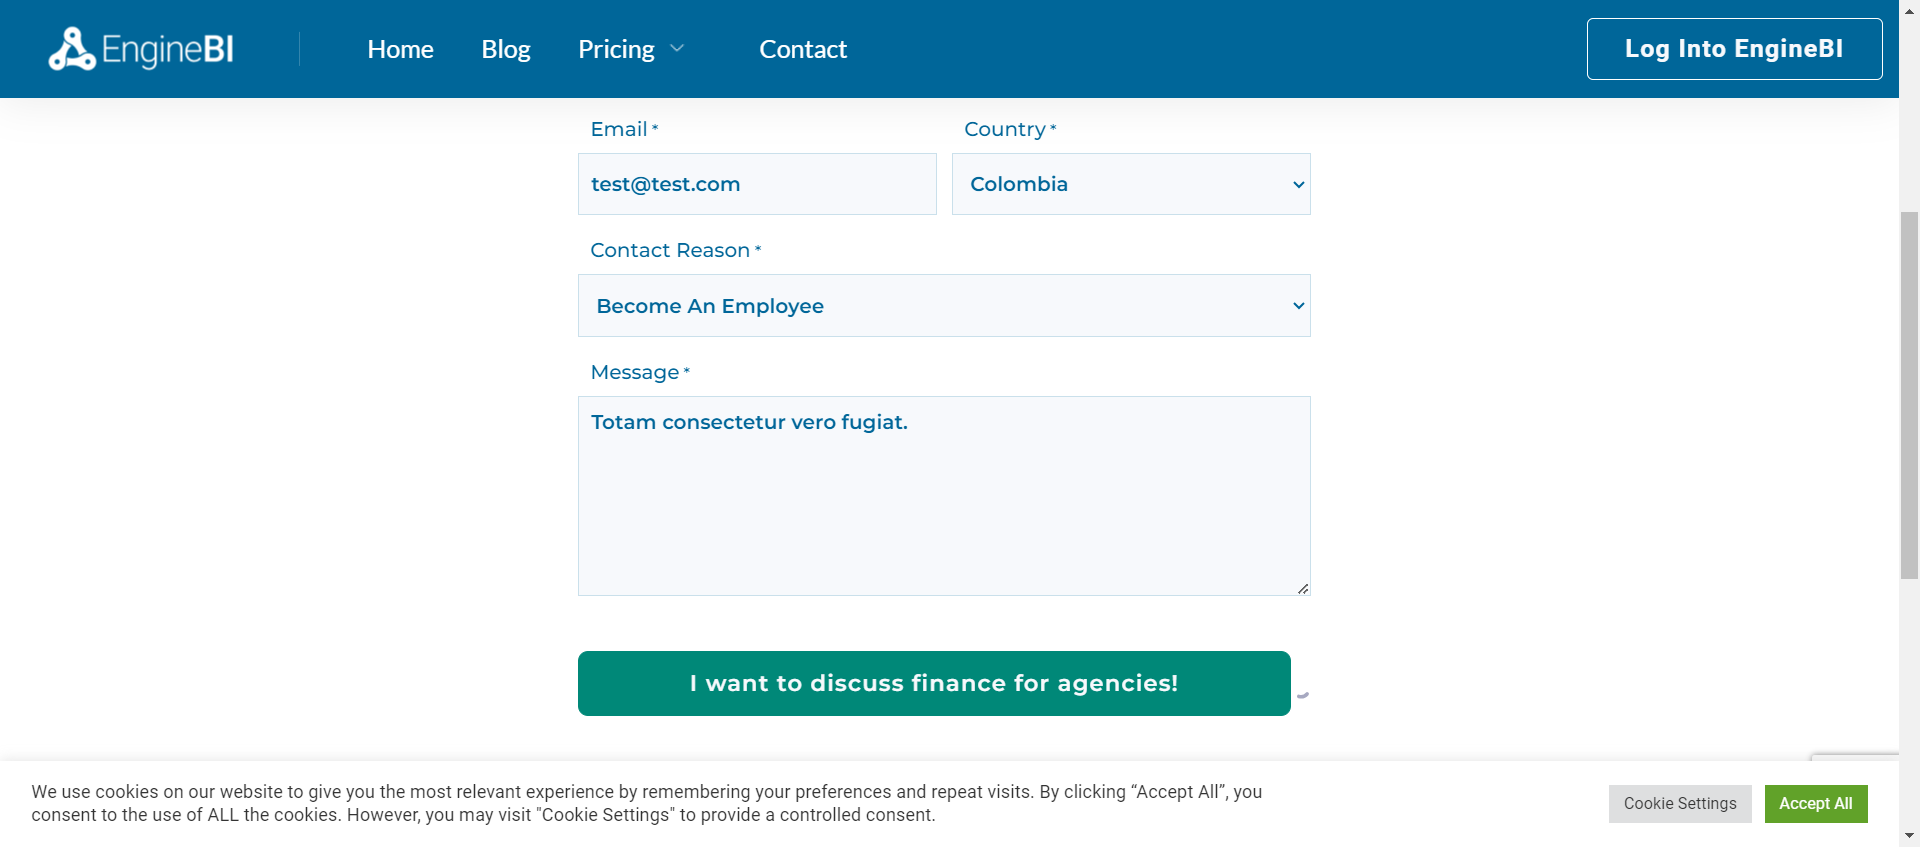 EngineBI
Home
Blog
Pricing
Contact
Log Into EngineBI
Email *
Country *
test@test.com
Colombia
Contact Reason *
Become An Employee
Message *
Totam consectetur vero fugiat.
I want to discuss finance for agencies!
We use cookies on our website to give you the most relevant experience by remembering your preferences and repeat visits. By clicking “Accept All”, you
consent to the use of ALL the cookies. However, you may visit "Cookie Settings" to provide a controlled consent.
Cookie Settings
Accept All